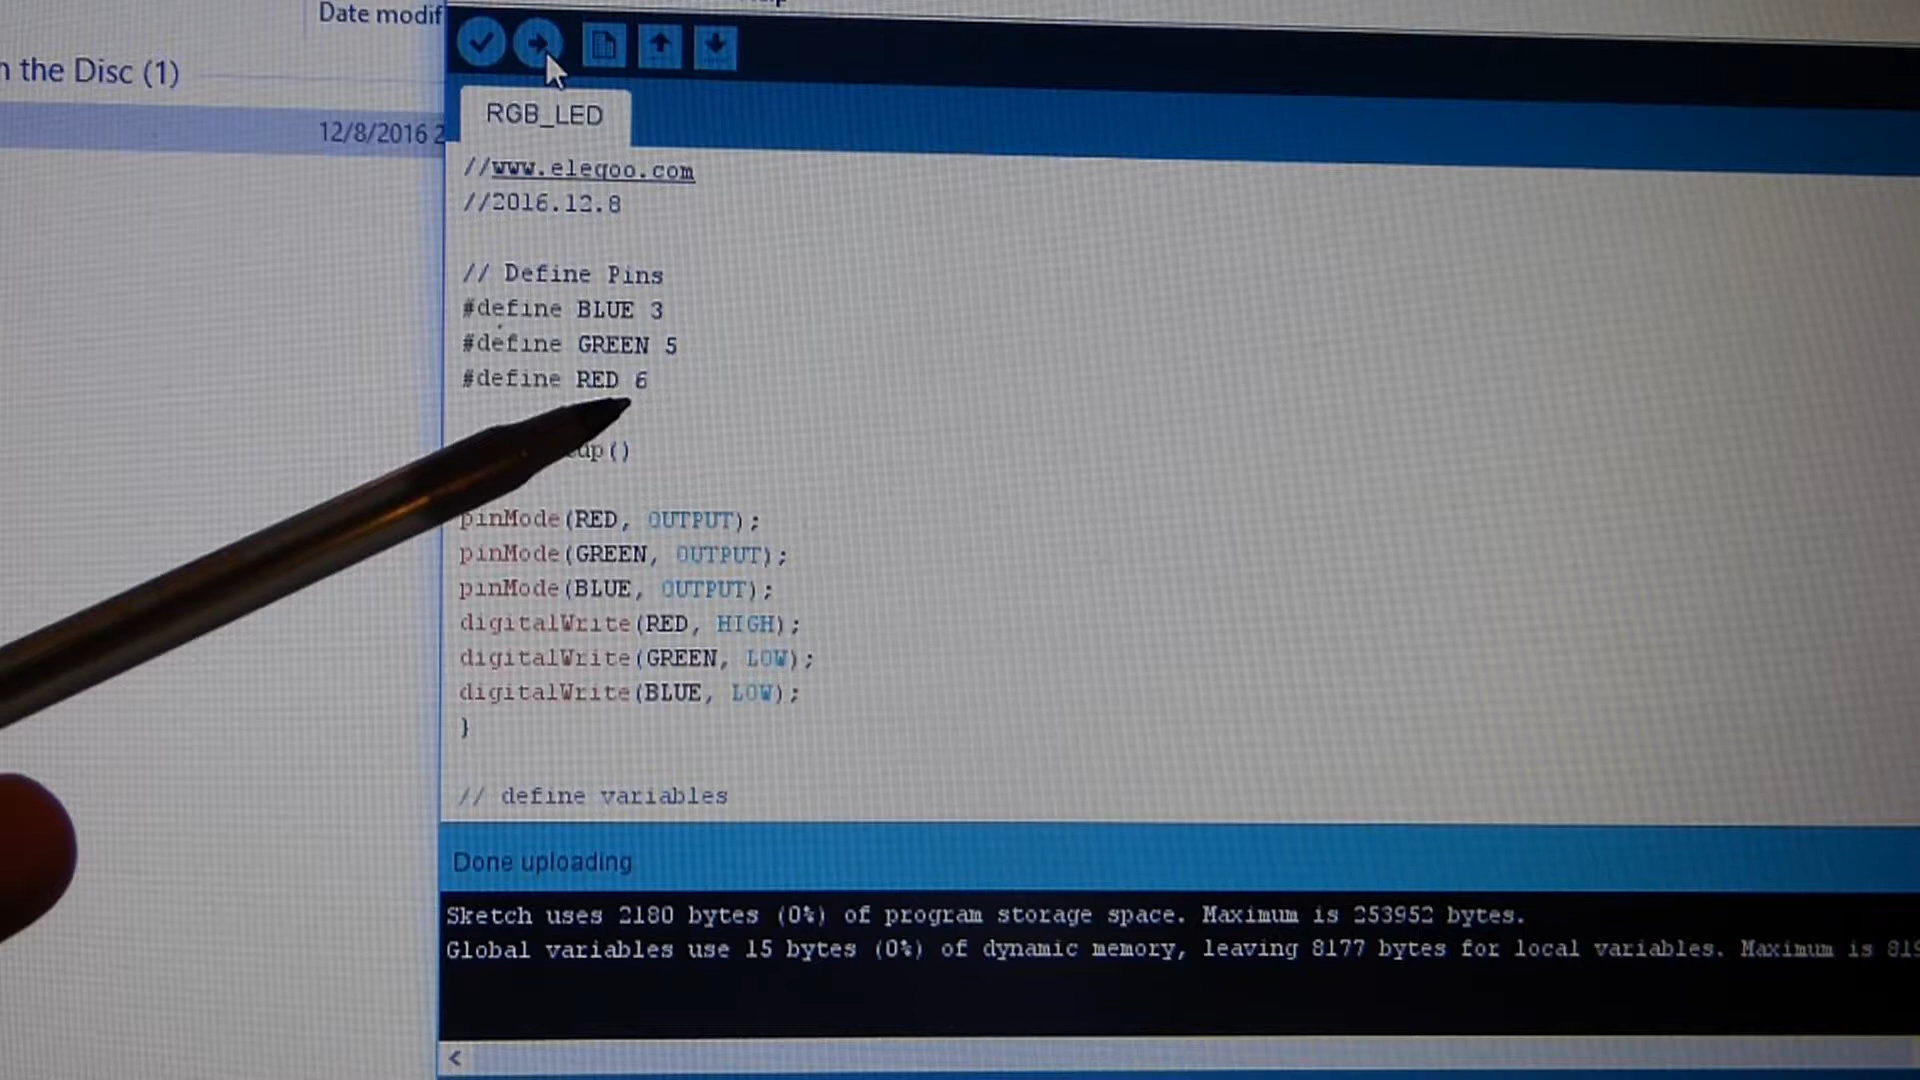 Date modif
n the Disc (1)
12/8/2016 2
RGB_LED
//www.elegoo.com
//2016.12.8
// Define Pins
#define BLUE 3
#define GREEN 5
#define RED 6
up()
pinMode(RED, OUTPUT);
pinMode(GREEN, OUTPUT);
pinMode(BLUE, OUTPUT);
digitalWrite(RED, HIGH);
digitalWrite(GREEN, LOW);
digitalWrite(BLUE, LOW);
}
// define variables
Done uploading
Sketch uses 2180 bytes (0%) of program storage space. Maximum is 253952 bytes.
Global variables use 15 bytes (0%) of dynamic memory, leaving 8177 bytes for local variables. Maximum is 819